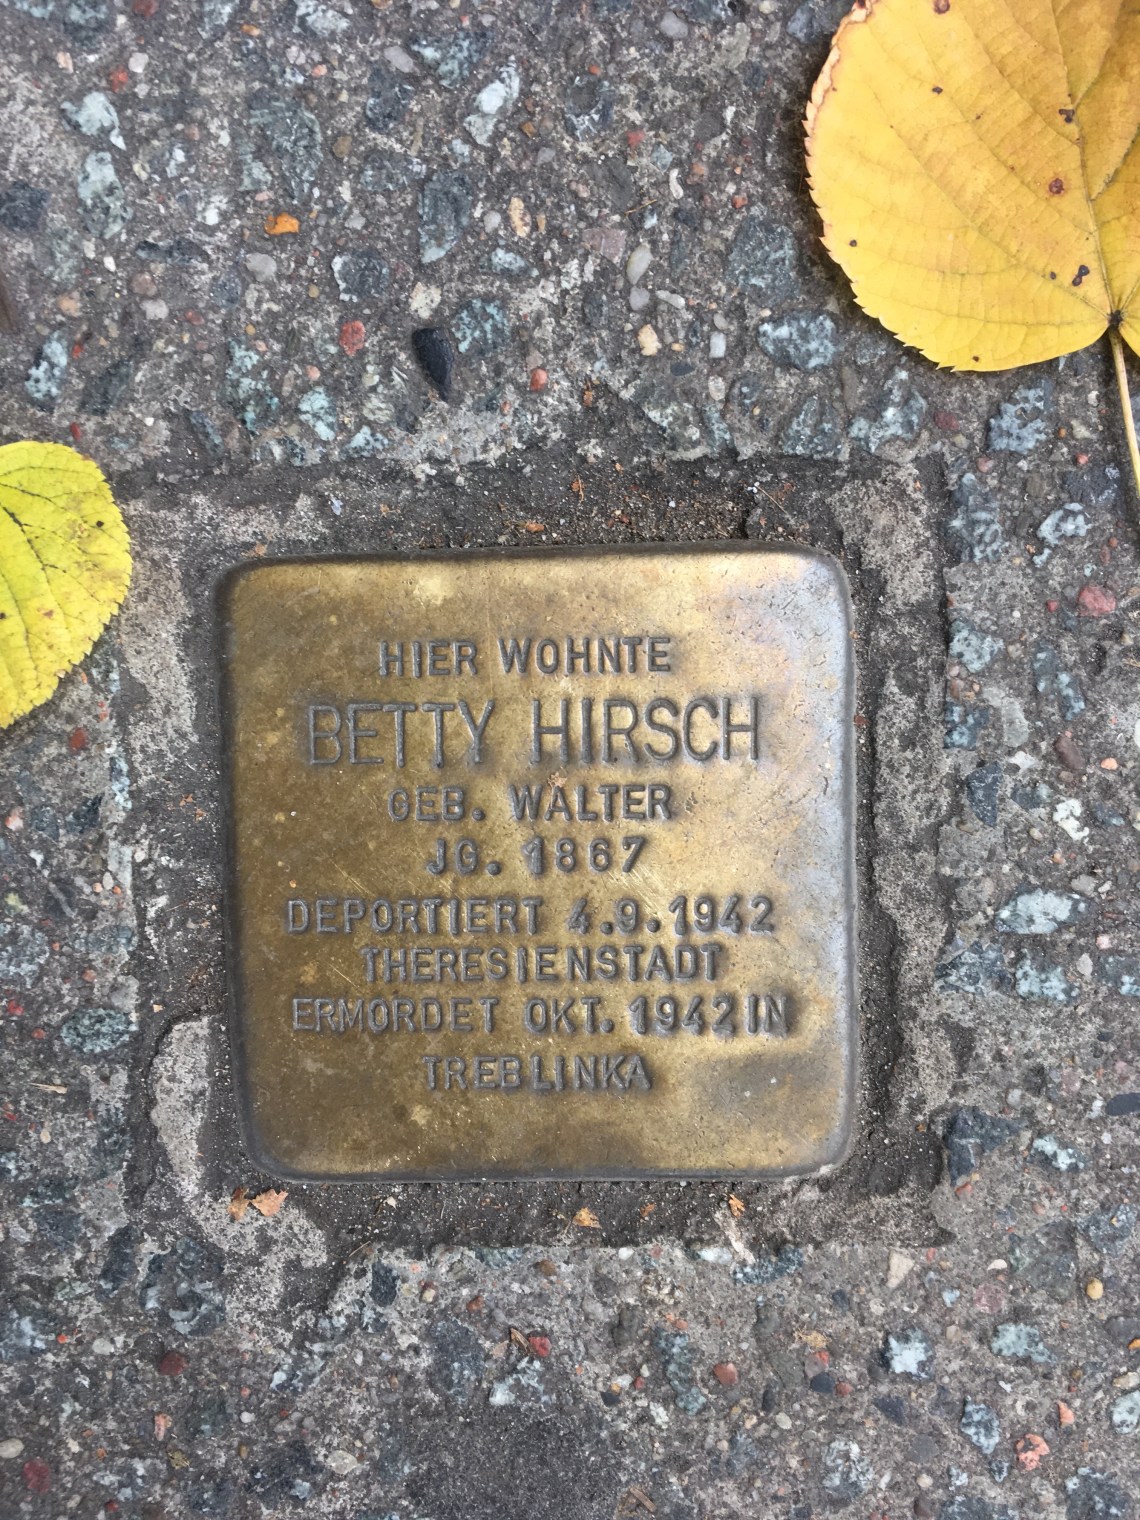 HIER WOHNTE
BETTY HIRSCH
GEB. WALTER
JG. 1867
DEPORTIERT 4.9.1942
THERESIENSTADT
ERMORDET OKT. 1942 IN
TREBLINKA